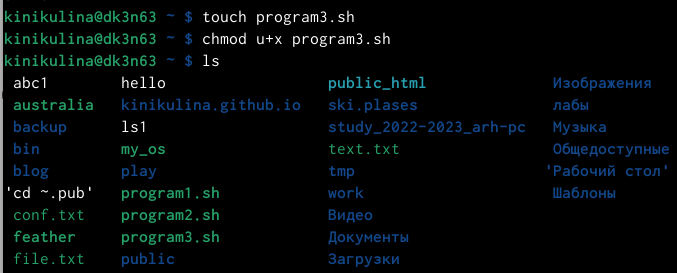 kinikulina@dk3n63 ~ $ touch program3.sh
kinikulina@dk3n63 ~ $ chmod u+x program3.sh
kinikulina@dk3n63 ~ $ ls
abc1 hello public_html Изображения
australia kinikulina.github.io ski.plases лабы
backup ls1 study_2022-2023_arh-pc Музыка
bin my_os text.txt Общедоступные
blog play tmp 'Рабочий стол'
'cd ~.pub' program1.sh work Шаблоны
conf.txt program2.sh Видео
feather program3.sh Документы
file.txt public Загрузки